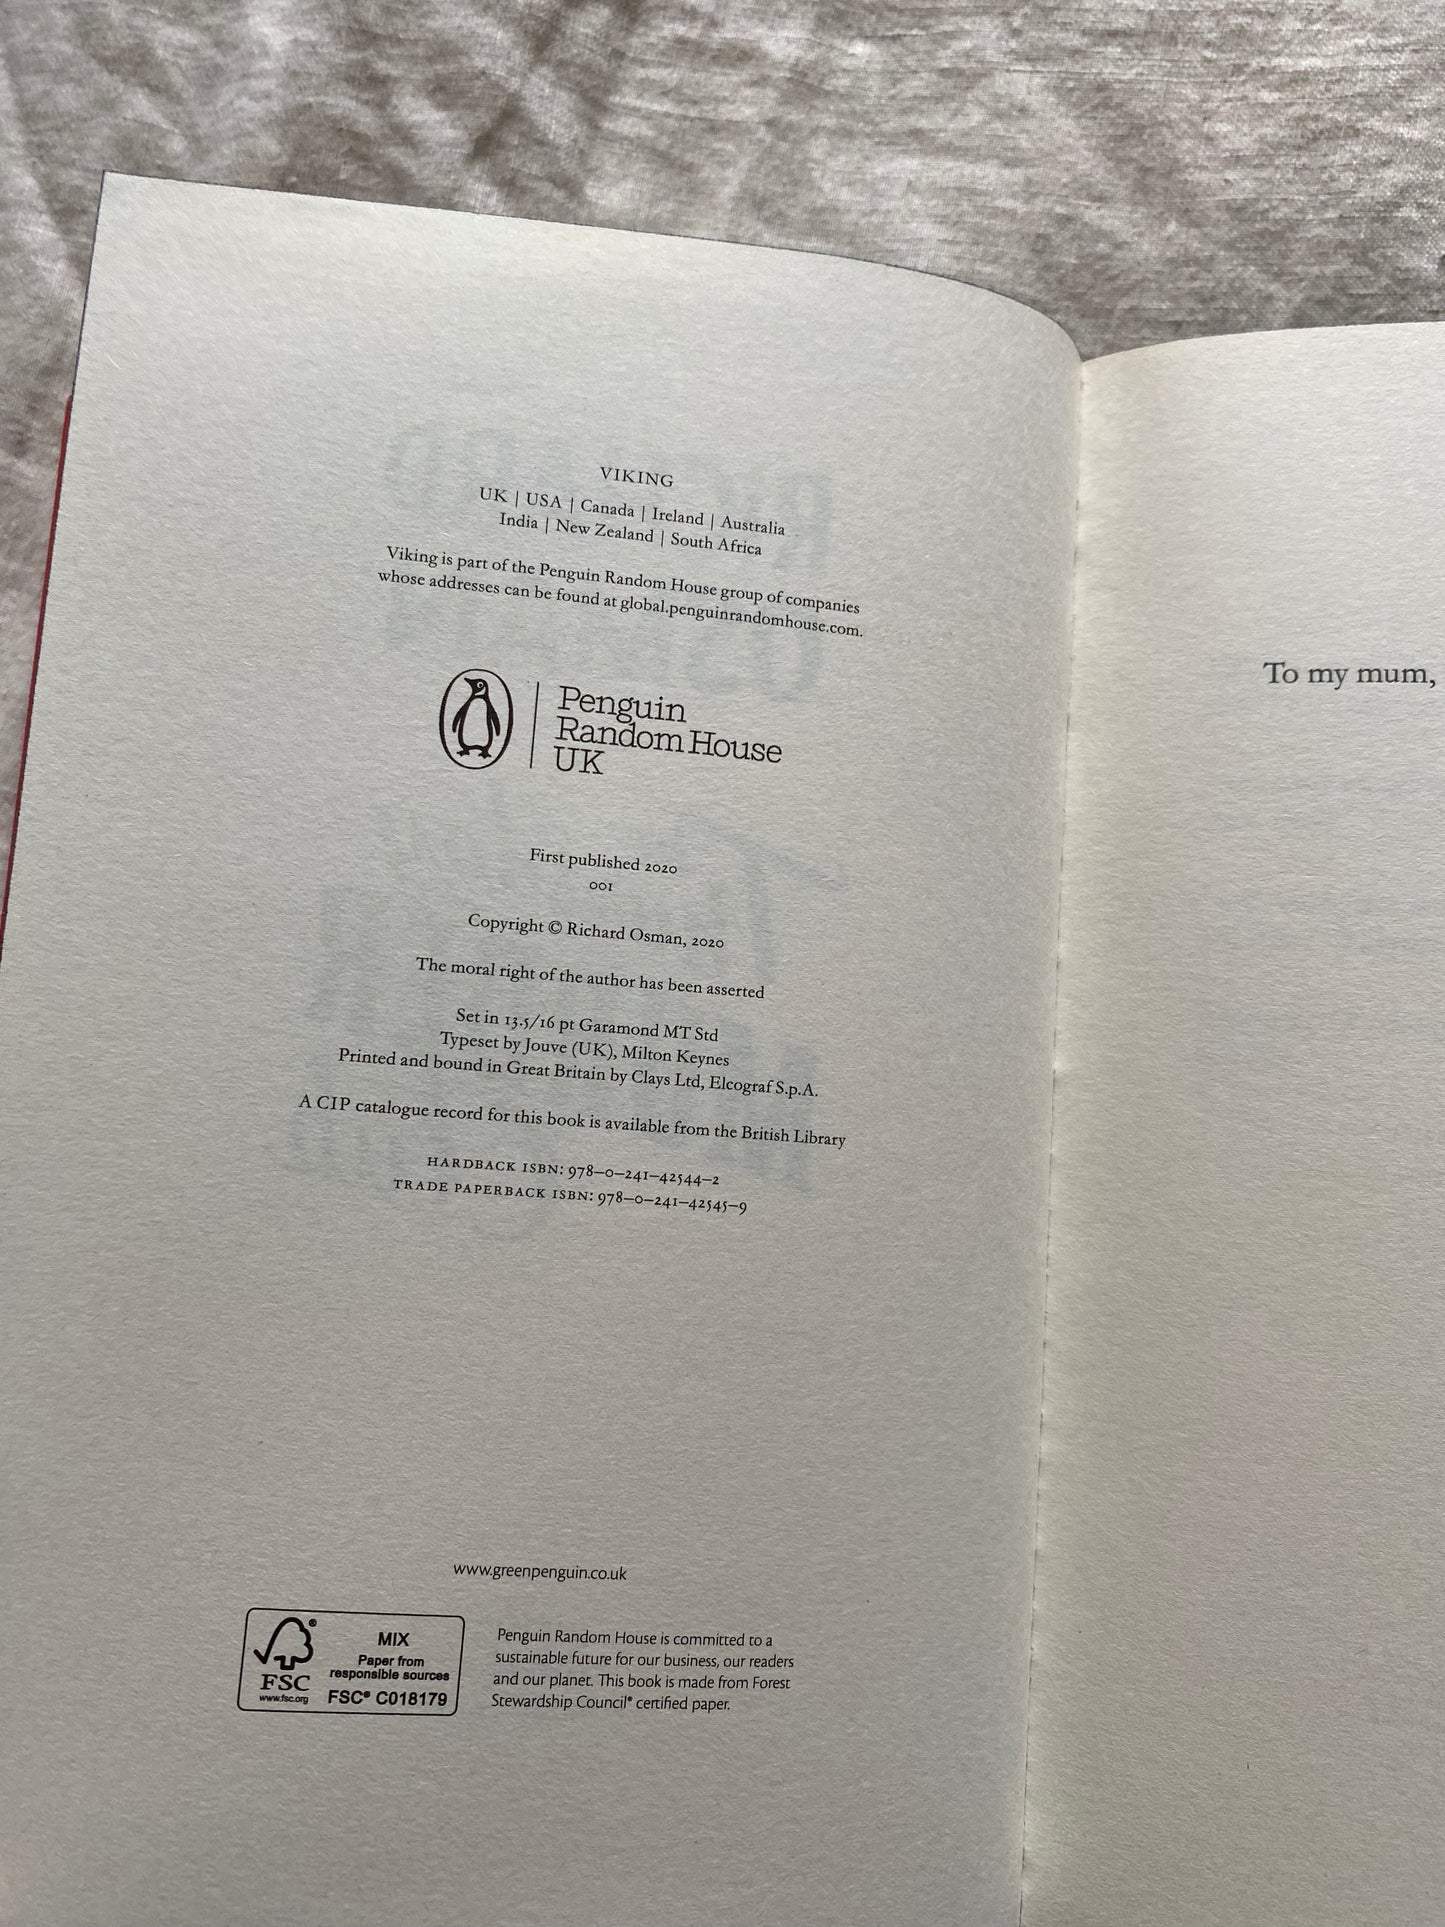 VIKING
UK | USA | Canada | Ireland | Australia
India | New Zealand | South Africa
Viking is part of the Penguin Random House group of companies
whose addresses can be found at global.penguinrandomhouse.com.
Penguin
Random House
UK
First published 2020
001
Copyright © Richard Osman, 2020
The moral right of the author has been asserted
Set in 13.5/16 pt Garamond MT Std
Typeset by Jouve (UK), Milton Keynes
Printed and bound in Great Britain by Clays Ltd, Elcograf S.p.A.
A CIP catalogue record for this book is available from the British Library
HARDBACK ISBN: 978–0–241–42544–2
TRADE PAPERBACK ISBN: 978–0–241–42545–9
www.greenpenguin.co.uk
®
FSC
www.fsc.org
MIX
Paper from
responsible sources
FSC® C018179
Penguin Random House is committed to a
sustainable future for our business, our readers
and our planet. This book is made from Forest
Stewardship Council® certified paper.
To my mum,